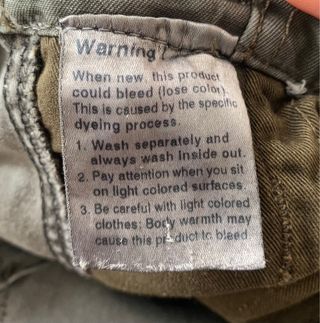 Warning!
When new, this product
could bleed (lose color).
This is caused by the specific
dyeing process.
1. Wash separately and
always wash inside out.
2. Pay attention when you sit
on light colored surfaces.
3. Be careful with light colored
clothes: Body warmth may
cause this product to bleed